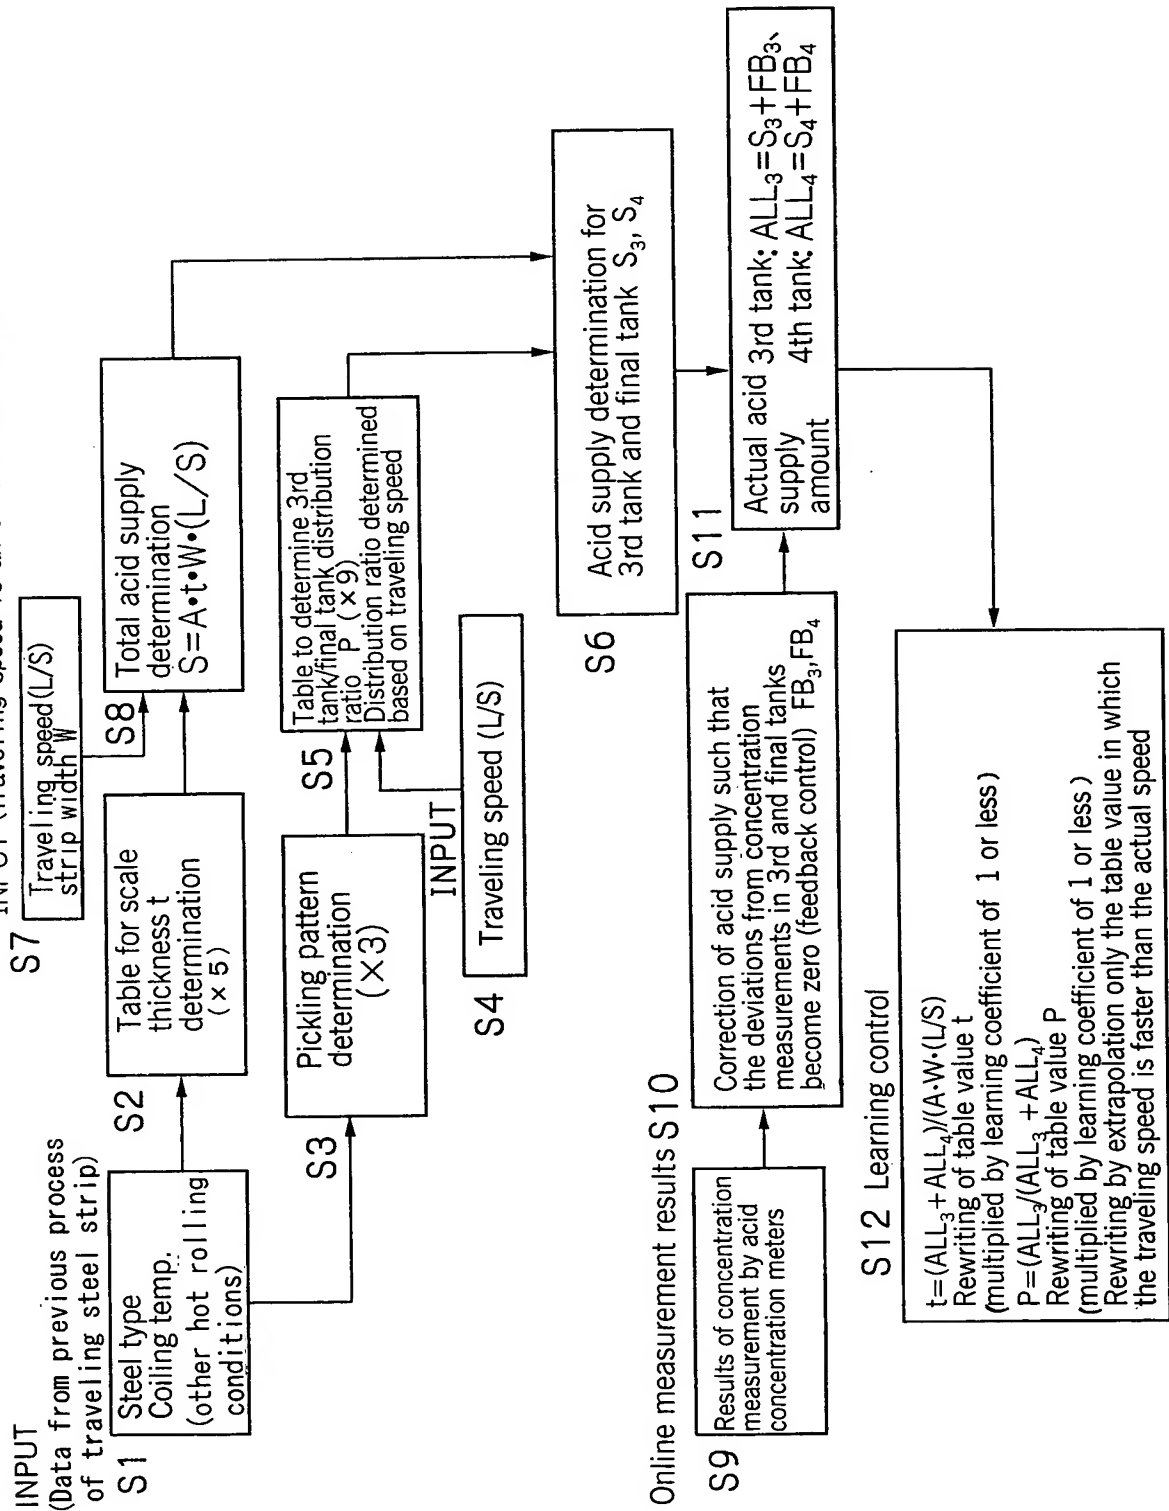 INPUT
(Data from previous process
of traveling steel strip)
S1
Steel type
Coiling temp.
(other hot rolling
conditions)
S2
Table for scale
thickness t
determination
(×5)
S3
Pickling pattern
determination
(×3)
S7
Traveling speed(L/S)
strip width W
S8
Total acid supply
determination
S=A•t•W•(L/S)
INPUT
S4
Traveling speed (L/S)
S5
Table to determine 3rd
tank/final tank distribution
ratio P (×9)
Distribution ratio determined
based on traveling speed
S6
Acid supply determination for
3rd tank and final tank S₃, S₄
Online measurement results
S9
Results of concentration
measurement by acid
concentration meters
S10
Correction of acid supply such that
the deviations from concentration
measurements in 3rd and final tanks
become zero (feedback control) FB₃,FB₄
S11
Actual acid 3rd tank: ALL₃=S₃+FB₃、
supply 4th tank: ALL₄=S₄+FB₄
amount
S12 Learning control
t=(ALL₃+ALL₄)/(A•W•(L/S)
Rewriting of table value t
(multiplied by learning coefficient of 1 or less)
P=(ALL₃/(ALL₃+ALL₄)
Rewriting of table value P
(multiplied by learning coefficient of 1 or less)
Rewriting by extrapolation only the table value in which
the traveling speed is faster than the actual speed